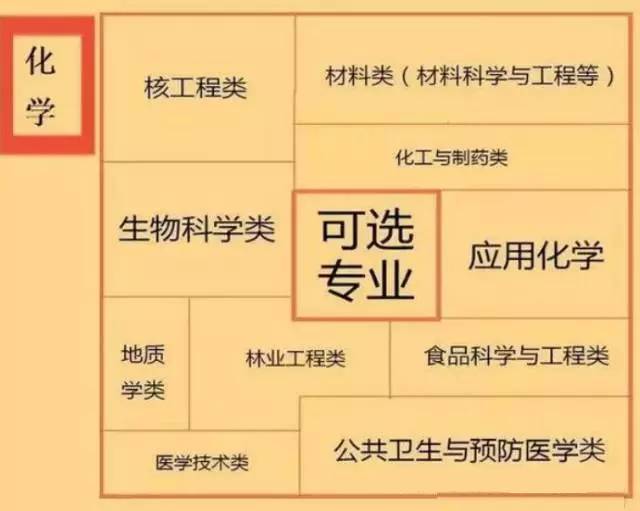 化
学
核工程类
材料类（材料科学与工程等）
化工与制药类
生物科学类
可选
专业
应用化学
地质
学类
林业工程类
食品科学与工程类
医学技术类
公共卫生与预防医学类